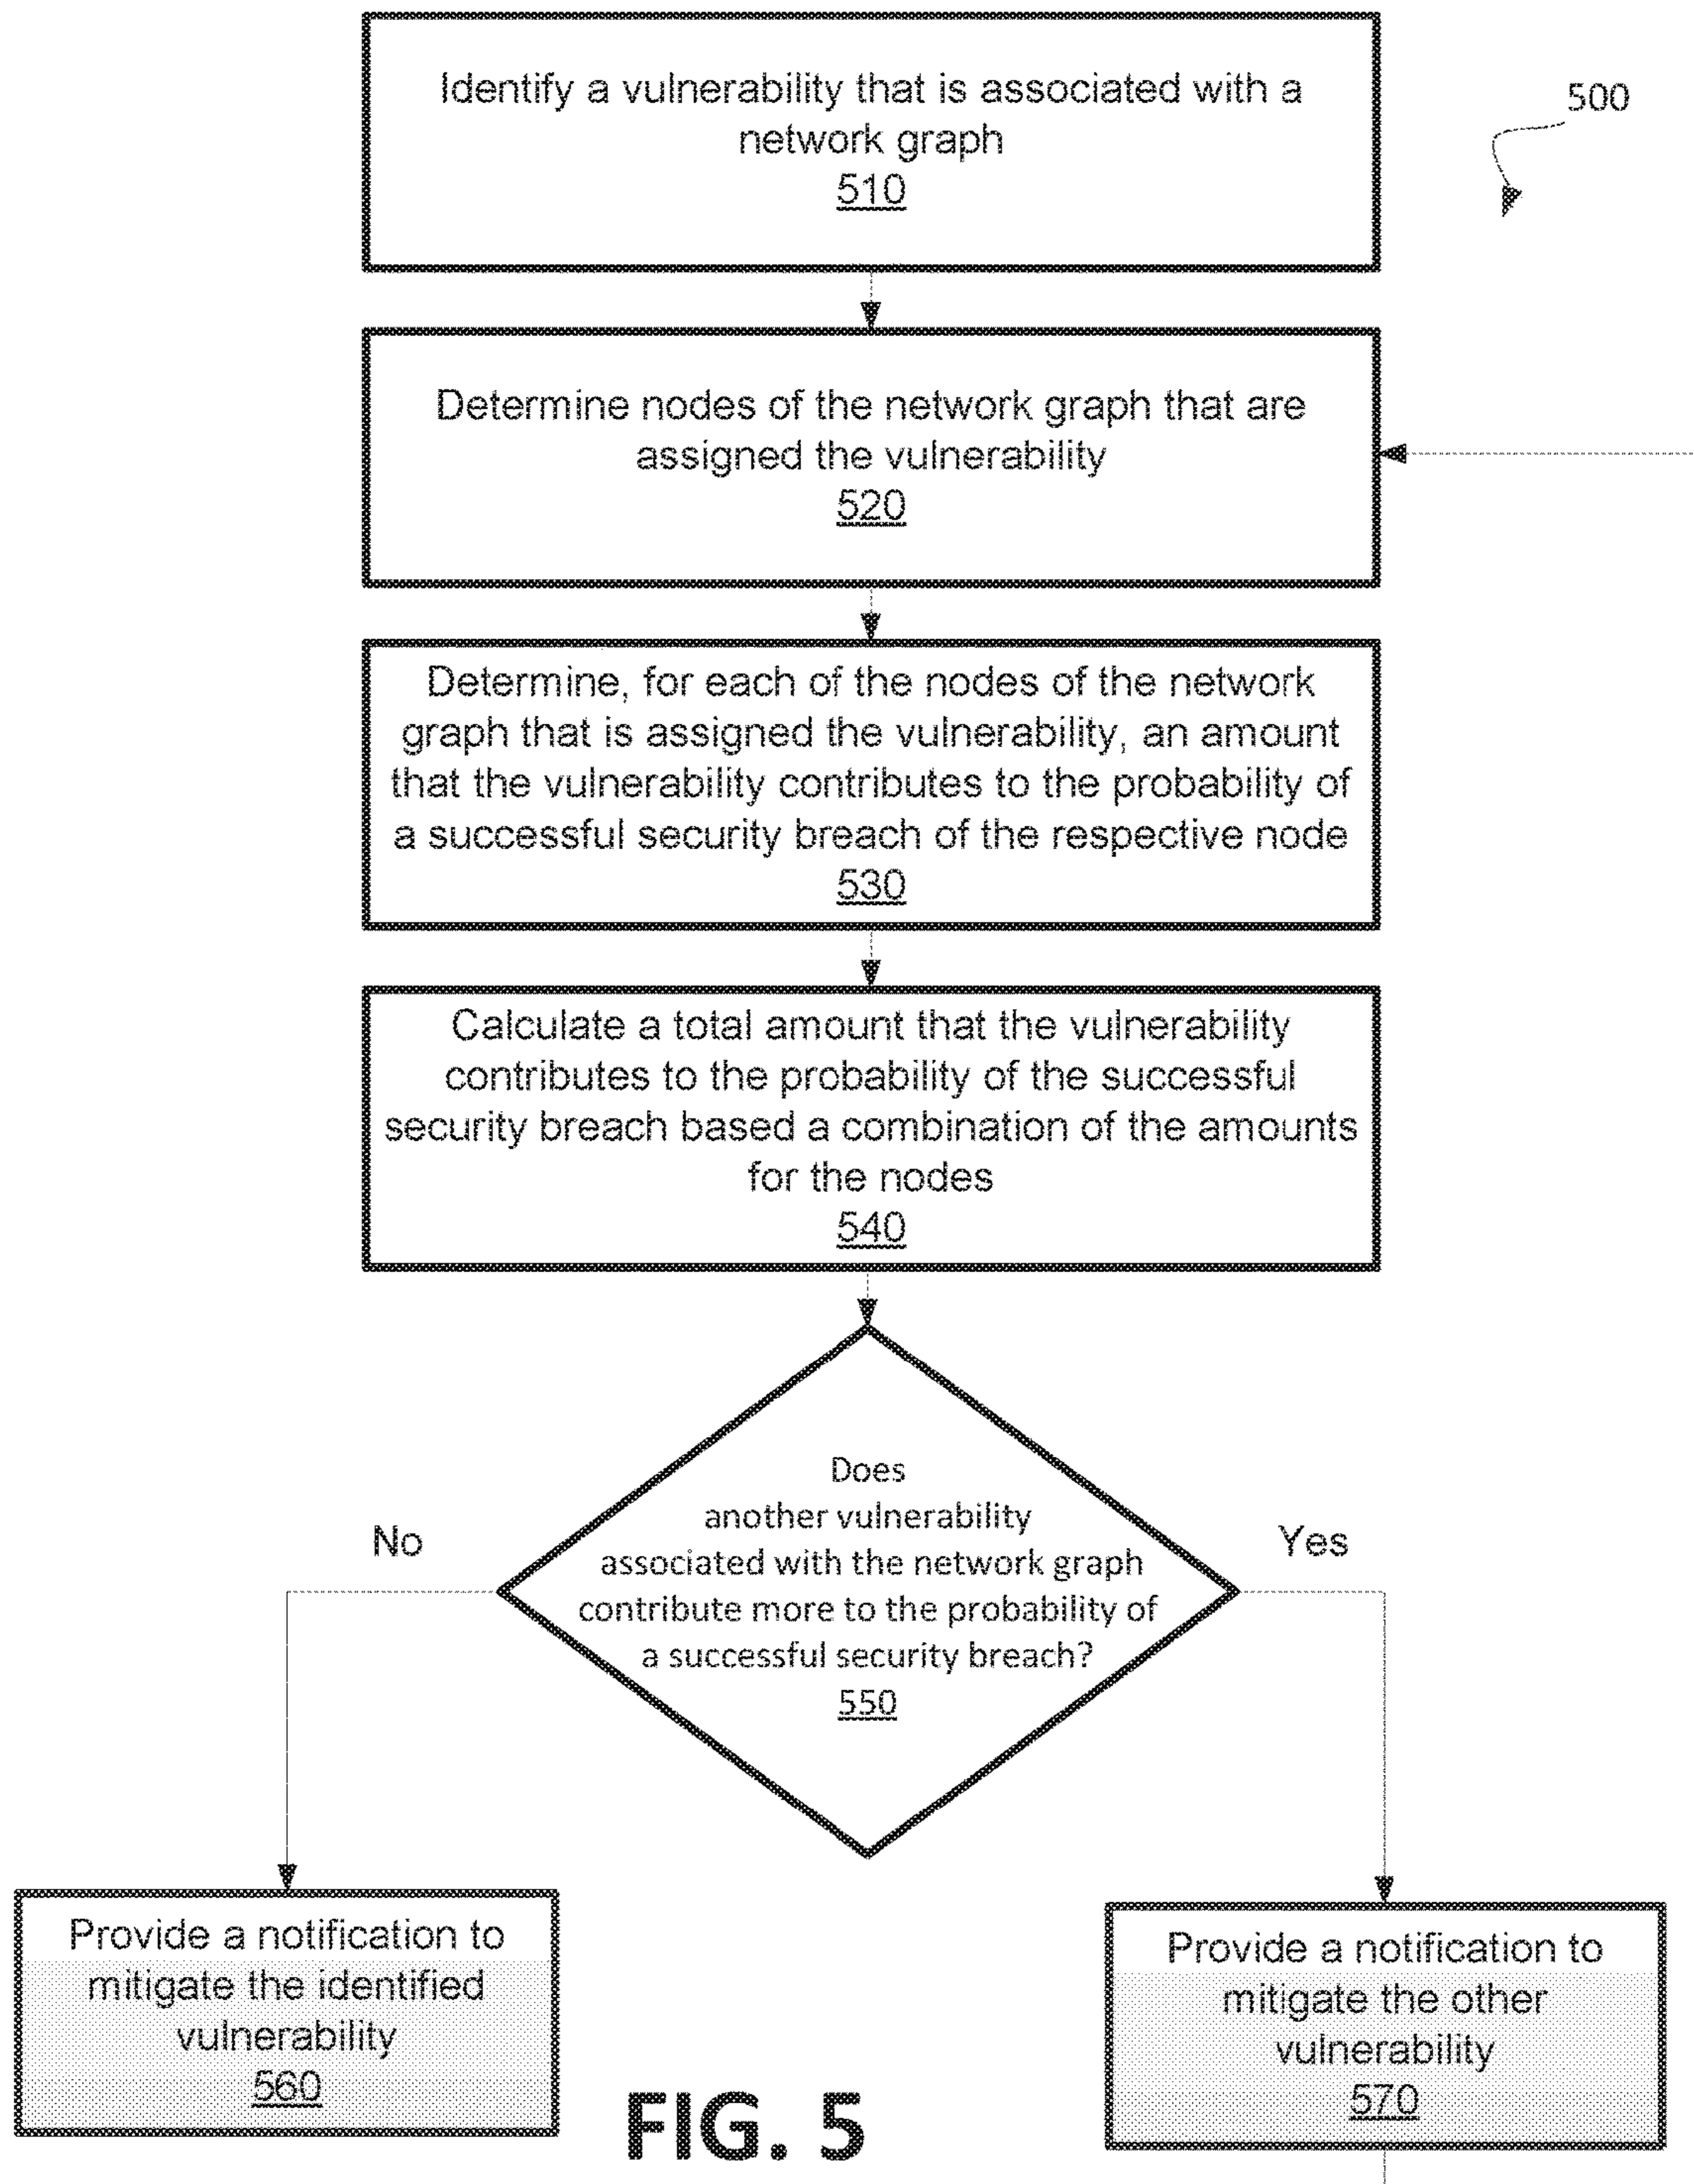 Identify a vulnerability that is associated with a
network graph
510
500
Determine nodes of the network graph that are
assigned the vulnerability
520
Determine, for each of the nodes of the network
graph that is assigned the vulnerability, an amount
that the vulnerability contributes to the probability of
a successful security breach of the respective node
530
Calculate a total amount that the vulnerability
contributes to the probability of the successful
security breach based a combination of the amounts
for the nodes
540
Does
another vulnerability
associated with the network graph
contribute more to the probability of
a successful security breach?
550
No
Yes
Provide a notification to
mitigate the identified
vulnerability
560
Provide a notification to
mitigate the other
vulnerability
570
FIG. 5